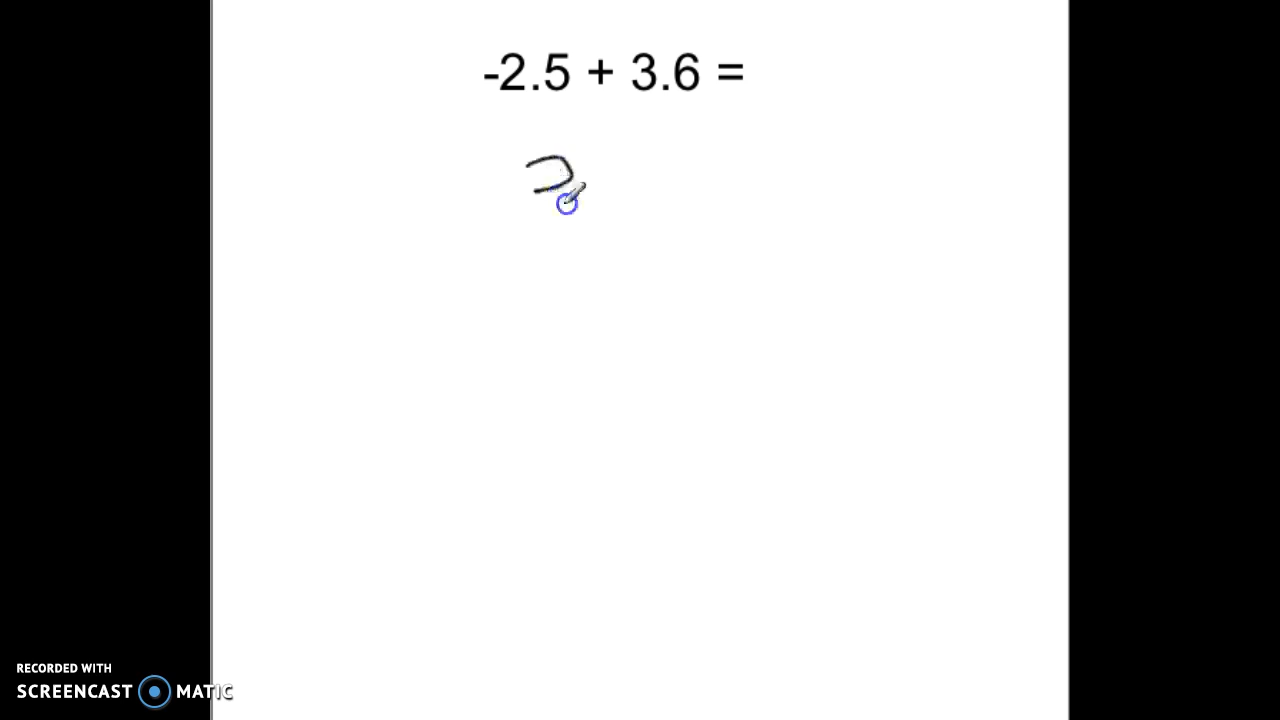 -2.5 + 3.6 =
RECORDED WITH
SCREENCAST MATIC